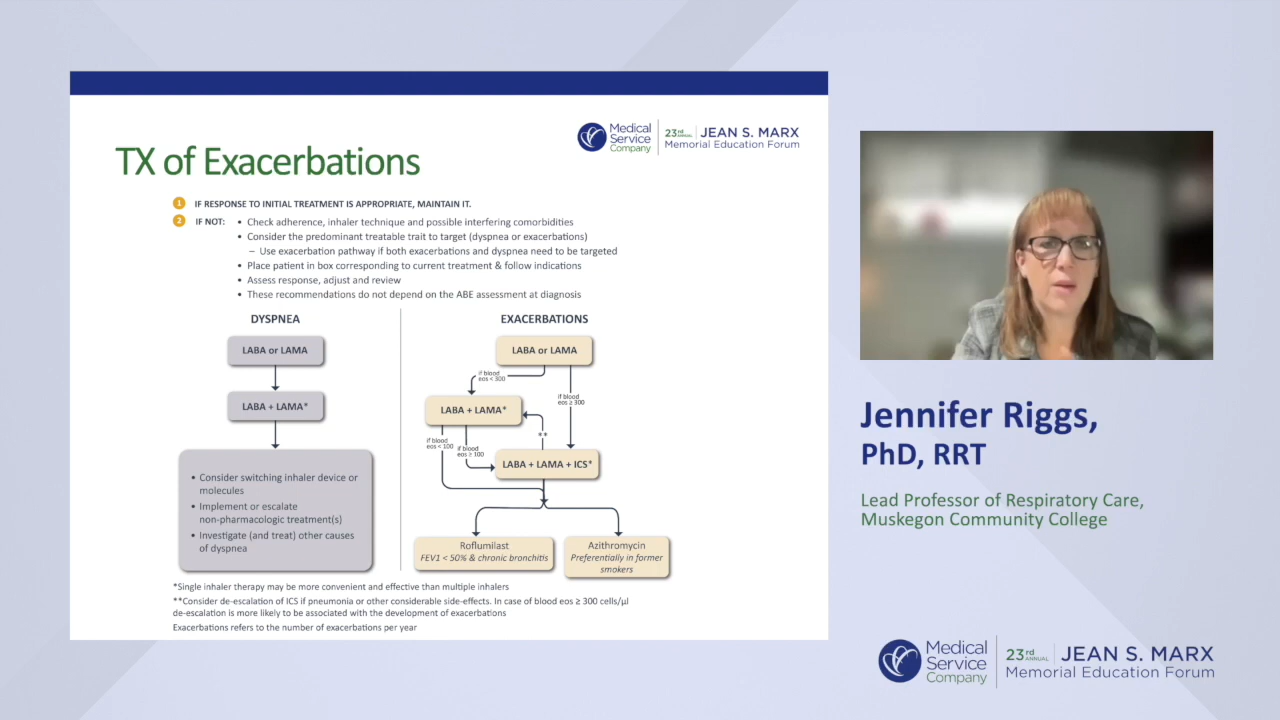 Medical
Service
Company
23rd
ANNUAL
JEAN S. MARX
Memorial Education Forum
TX of Exacerbations
1 IF RESPONSE TO INITIAL TREATMENT IS APPROPRIATE, MAINTAIN IT.
2 IF NOT: • Check adherence, inhaler technique and possible interfering comorbidities
• Consider the predominant treatable trait to target (dyspnea or exacerbations)
– Use exacerbation pathway if both exacerbations and dyspnea need to be targeted
• Place patient in box corresponding to current treatment & follow indications
• Assess response, adjust and review
• These recommendations do not depend on the ABE assessment at diagnosis
DYSPNEA
LABA or LAMA
LABA + LAMA*
• Consider switching inhaler device or
molecules
• Implement or escalate
non-pharmacologic treatment(s)
• Investigate (and treat) other causes
of dyspnea
EXACERBATIONS
LABA or LAMA
if blood
eos < 300
if blood
eos ≥ 300
LABA + LAMA*
**
if blood
eos < 100
if blood
eos ≥ 100
LABA + LAMA + ICS*
Roflumilast
FEV1 < 50% & chronic bronchitis
Azithromycin
Preferentially in former
smokers
*Single inhaler therapy may be more convenient and effective than multiple inhalers
**Consider de-escalation of ICS if pneumonia or other considerable side-effects. In case of blood eos ≥ 300 cells/µl
de-escalation is more likely to be associated with the development of exacerbations
Exacerbations refers to the number of exacerbations per year
Jennifer Riggs,
PhD, RRT
Lead Professor of Respiratory Care,
Muskegon Community College
Medical
Service
Company
23rd
ANNUAL
JEAN S. MARX
Memorial Education Forum